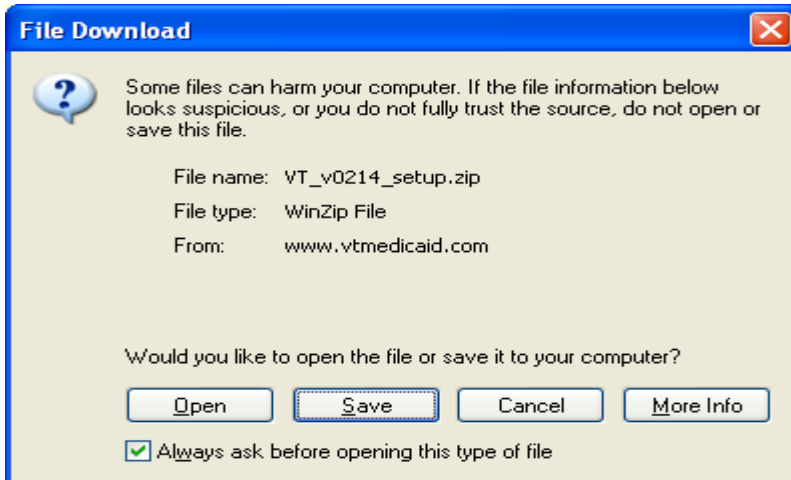 File Download
Some files can harm your computer. If the file information below
looks suspicious, or you do not fully trust the source, do not open or
save this file.
File name: VT_v0214_setup.zip
File type: WinZip File
From: www.vtmedicaid.com
Would you like to open the file or save it to your computer?
Open Save Cancel More Info
Always ask before opening this type of file